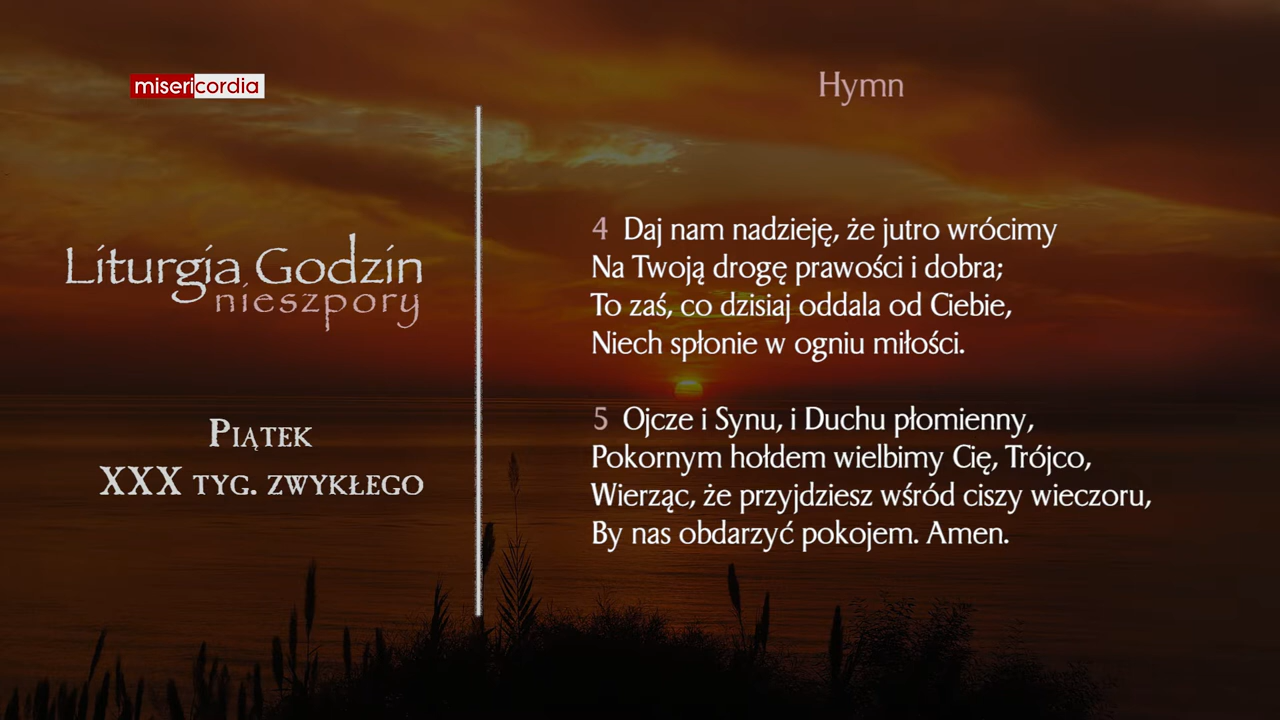 misericordia
Liturgia Godzin
nieszpory
Piątek
XXX tyg. zwykłego
Hymn
4 Daj nam nadzieję, że jutro wrócimy
Na Twoją drogę prawości i dobra;
To zaś, co dzisiaj oddala od Ciebie,
Niech spłonie w ogniu miłości.
5 Ojcze i Synu, i Duchu płomienny,
Pokornym hołdem wielbimy Cię, Trójco,
Wierząc, że przyjdziesz wśród ciszy wieczoru,
By nas obdarzyć pokojem. Amen.